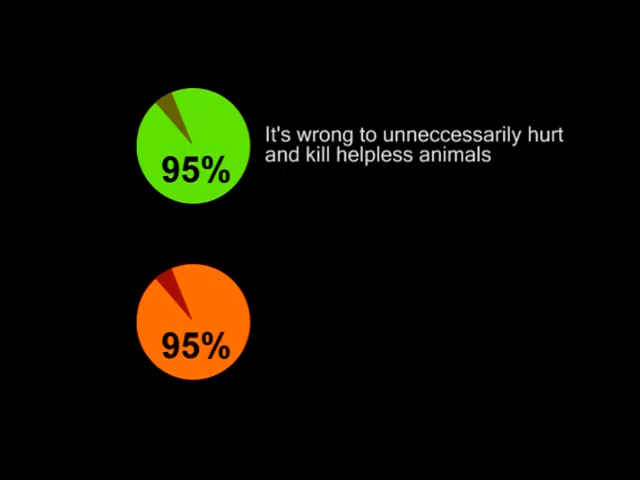 It's wrong to unneccessarily hurt
and kill helpless animals
95%
95%